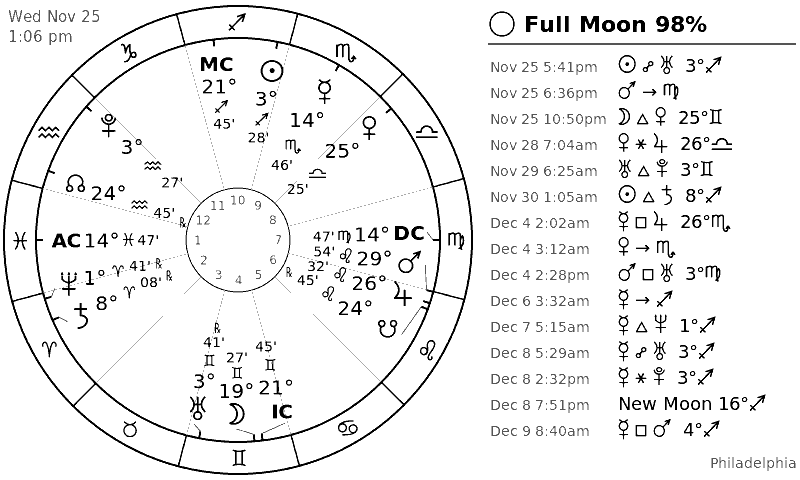 Wed Nov 25
1:06 pm
Full Moon 98%
Nov 25 5:41pm ☉ ☍ ♅ 3°♐
Nov 25 6:36pm ♂ → ♍
Nov 25 10:50pm ☽ △ ♀ 25°♊
Nov 28 7:04am ♀ ⚹ ♃ 26°♎
Nov 29 6:25am ♅ △ ♇ 3°♊
Nov 30 1:05am ☉ △ ♄ 8°♐
Dec 4 2:02am ☿ □ ♃ 26°♏
Dec 4 3:12am ♀ → ♏
Dec 4 2:28pm ♂ □ ♅ 3°♍
Dec 6 3:32am ☿ → ♐
Dec 7 5:15am ☿ △ ♆ 1°♐
Dec 8 5:29am ☿ ☍ ♅ 3°♐
Dec 8 2:32pm ☿ ⚹ ♇ 3°♐
Dec 8 7:51pm New Moon 16°♐
Dec 9 8:40am ☿ □ ♂ 4°♐
Philadelphia
MC 21° ♐ 45'
☉ 3° ♐ 28'
☿ 14° ♏ 46'
♀ 25° ♎ 25'
♇ 3° ♒ 27'
☊ 24° ♒ 45' ℞
AC 14° ♓ 47'
♆ 1° ♈ 41' ℞
♄ 8° ♈ 08' ℞
♅ 3° ♊ 41' ℞
☽ 19° ♊ 27'
IC 21° ♊ 45'
☋ 24° ♌ 45' ℞
♃ 26° ♌ 32'
♂ 29° ♌ 54'
DC 14° ♍ 47'
1
2
3
4
5
6
7
8
9
10
11
12
♐
♏
♎
♍
♌
♋
♊
♉
♈
♓
♒
♑